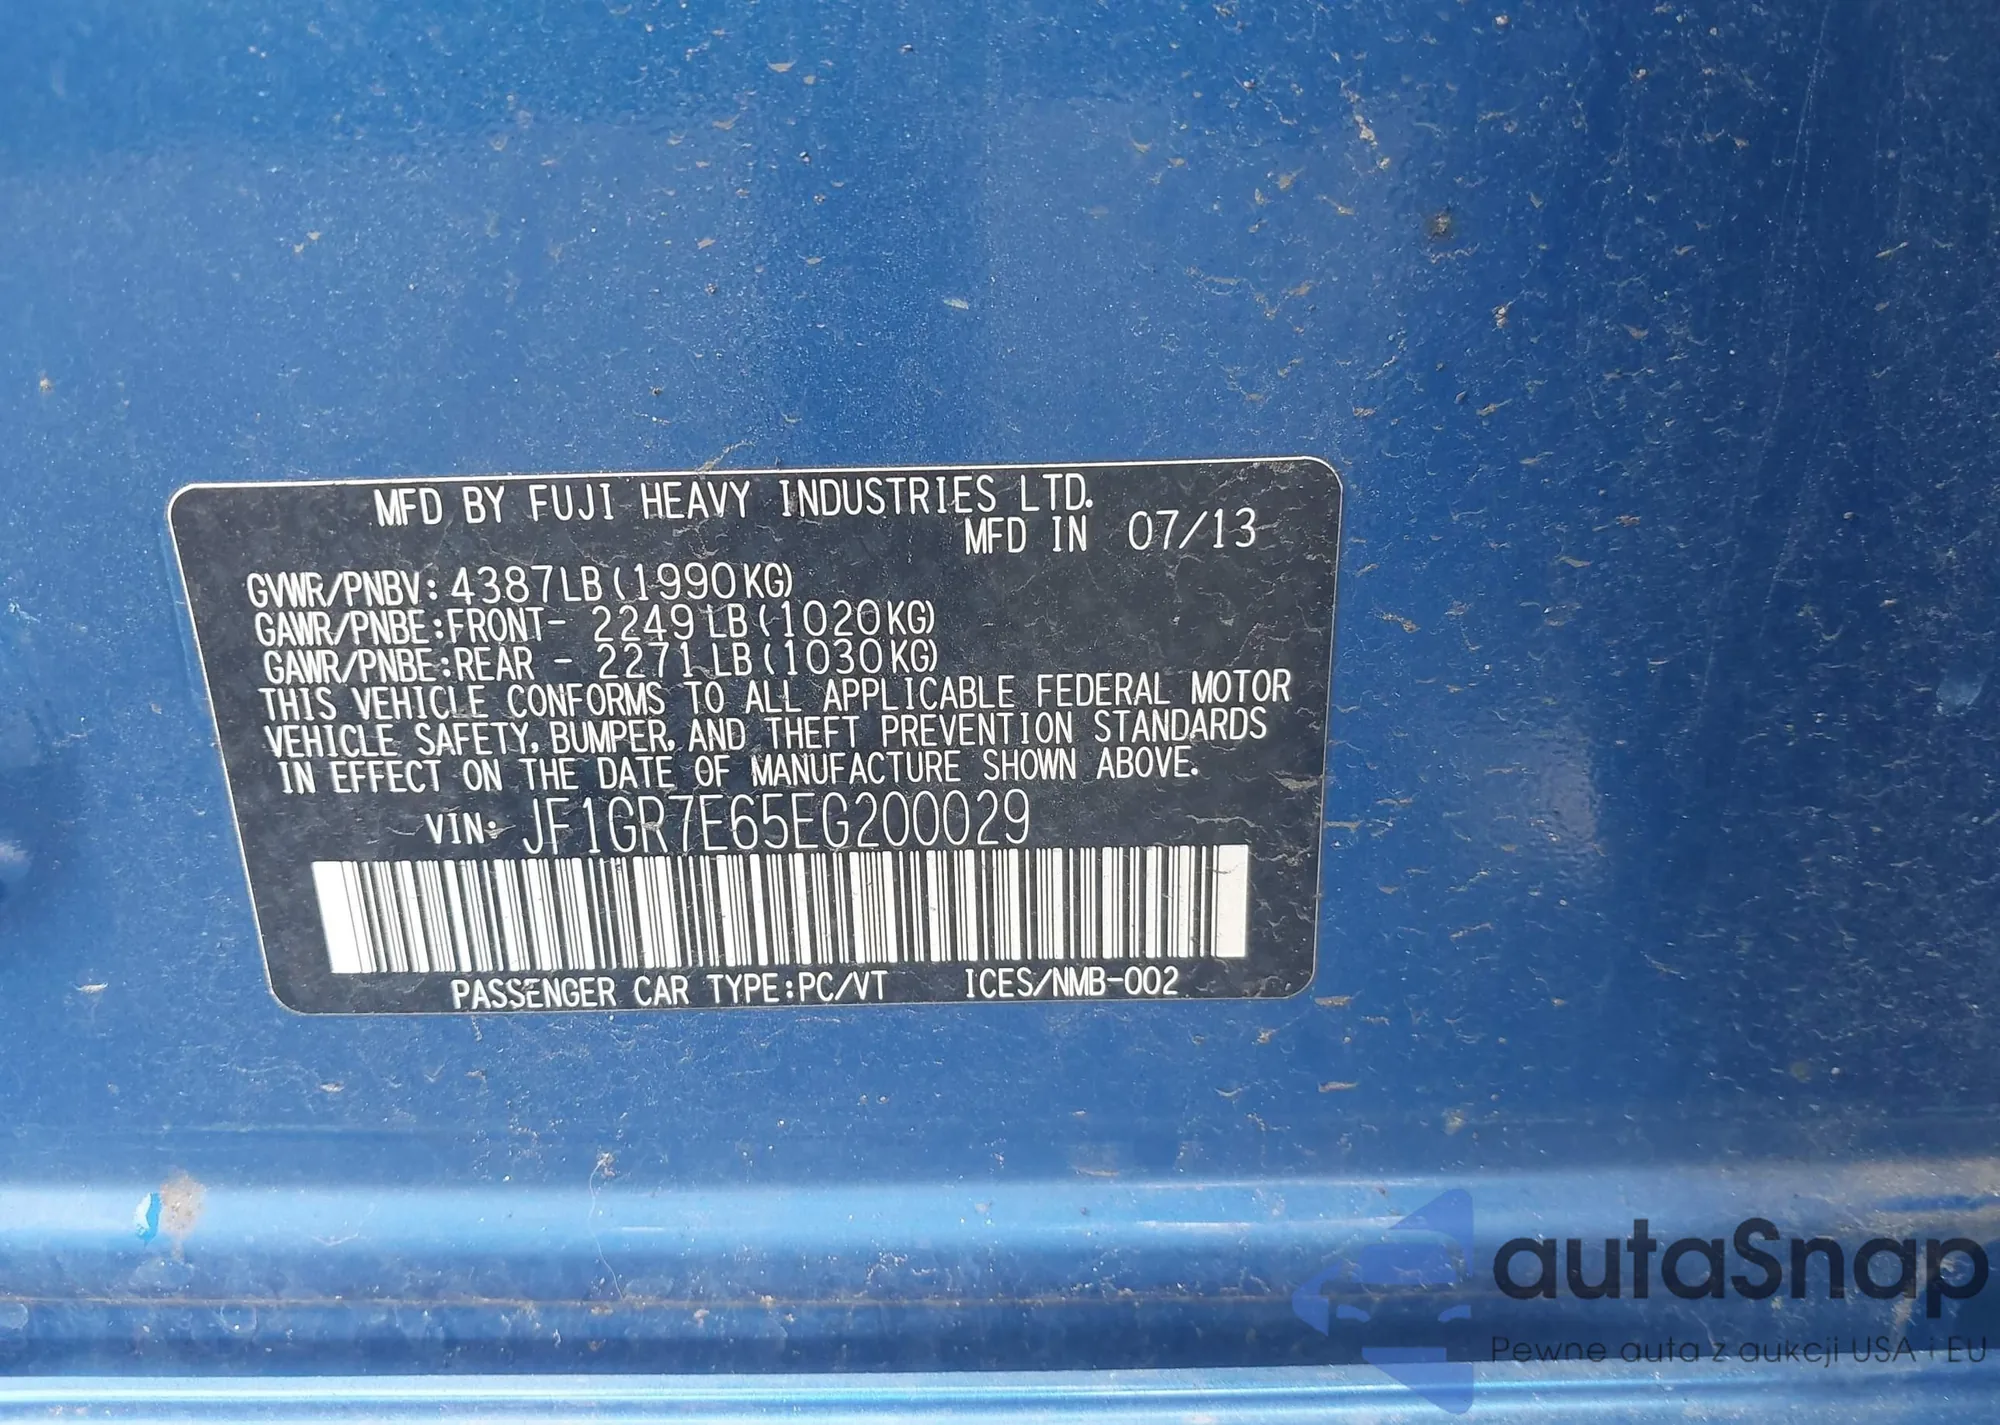 MFD BY FUJI HEAVY INDUSTRIES LTD.
MFD IN 07/13
GVWR/PNBV: 4387LB(1990KG)
GAWR/PNBE:FRONT- 2249LB(1020KG)
GAWR/PNBE:REAR - 2271LB(1030KG)
THIS VEHICLE CONFORMS TO ALL APPLICABLE FEDERAL MOTOR
VEHICLE SAFETY, BUMPER, AND THEFT PREVENTION STANDARDS
IN EFFECT ON THE DATE OF MANUFACTURE SHOWN ABOVE.
VIN: JF1GR7E65EG200029
PASSENGER CAR TYPE:PC/VT ICES/NMB-002
autaSnap
Pewne auta z aukcji USA i EU